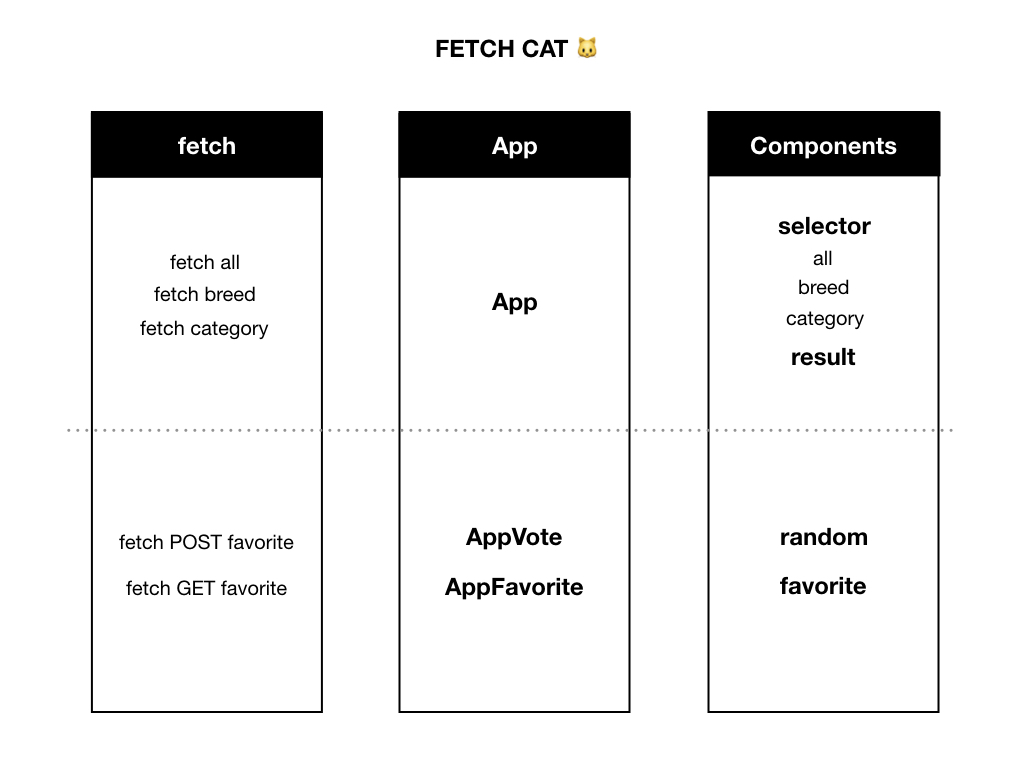 FETCH CAT 🐱
fetch
fetch all
fetch breed
fetch category
fetch POST favorite
fetch GET favorite
App
App
AppVote
AppFavorite
Components
selector
all
breed
category
result
random
favorite